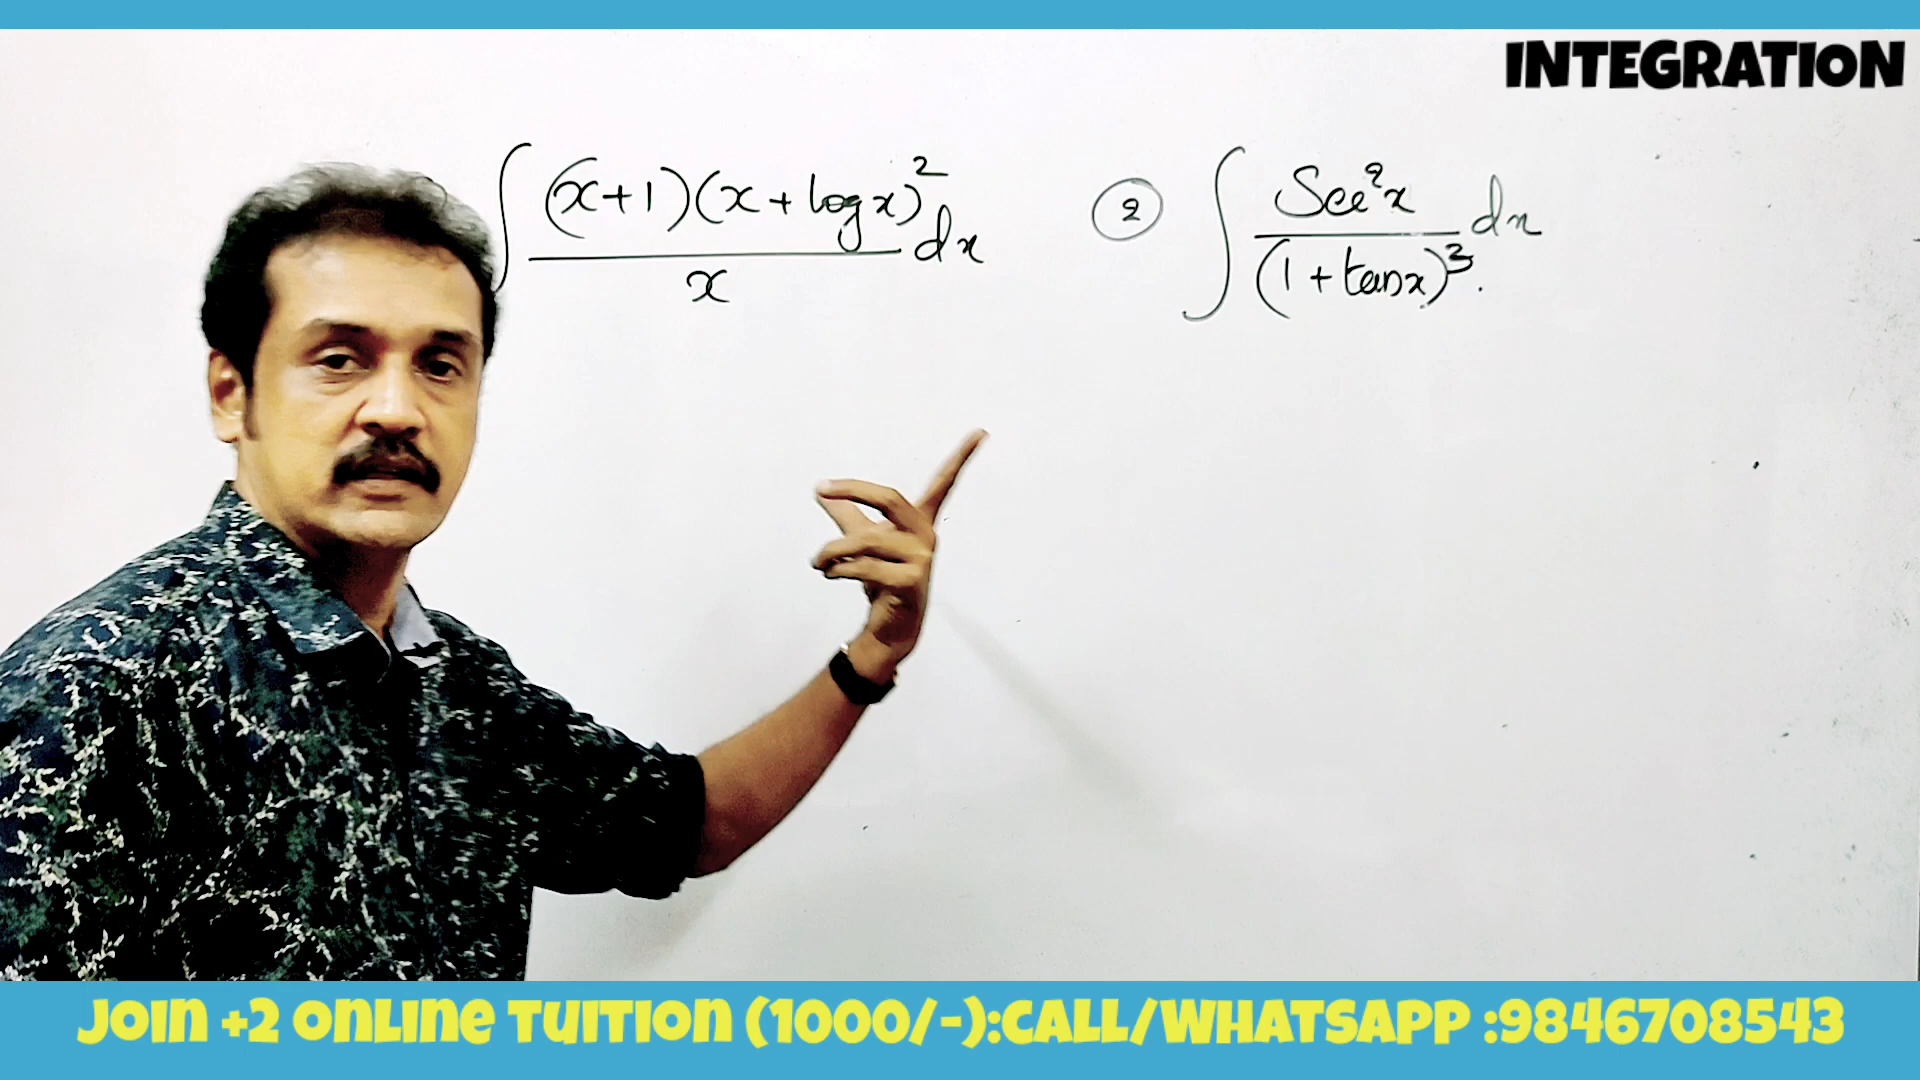 INTEGRATION
∫ (x+1)(x+log x)² / x dx
② ∫ Sec²x / (1+tanx)³ dx
JOIN +2 ONLINE TUITION (1000/-):CALL/WHATSAPP :9846708543